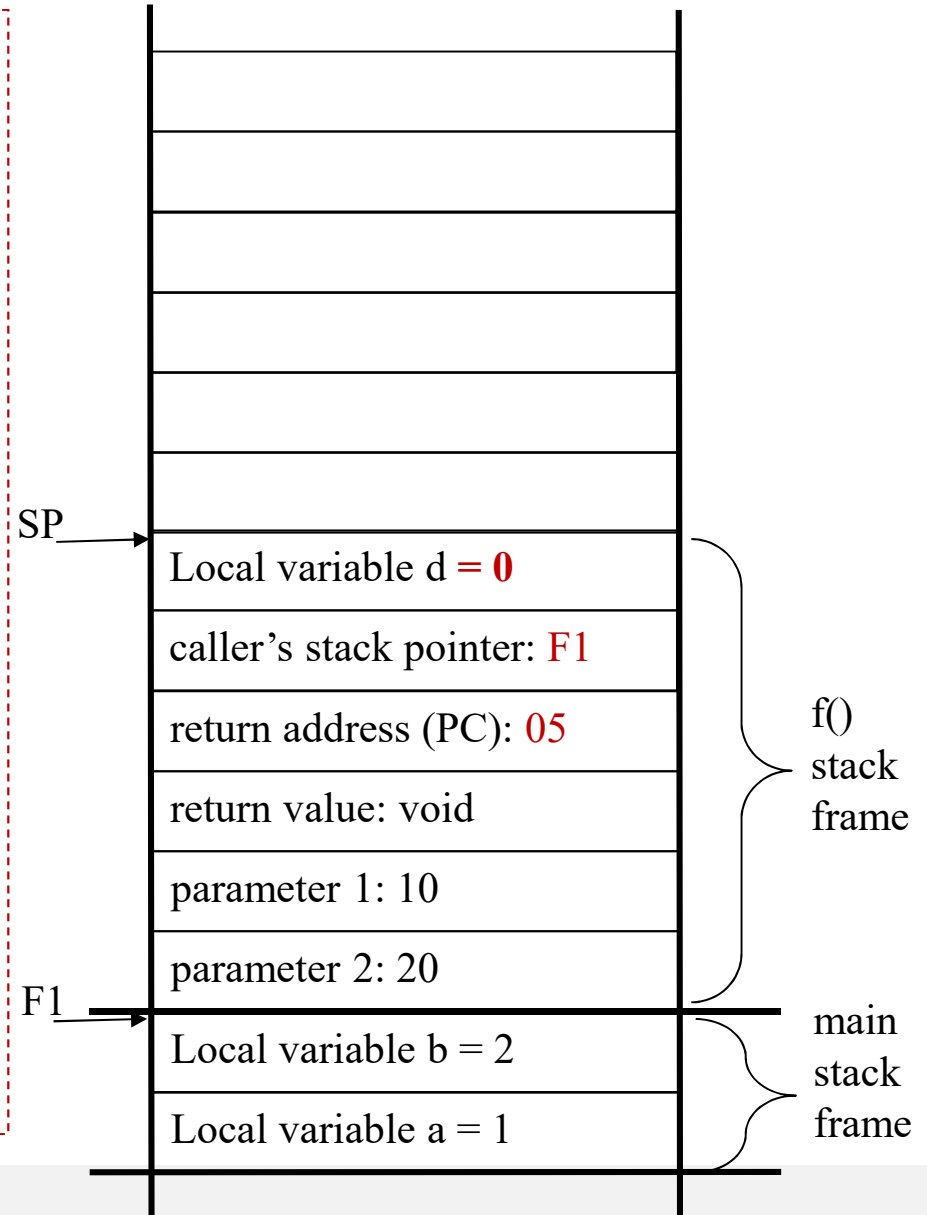 SP
Local variable d = 0
caller’s stack pointer: F1
return address (PC): 05
return value: void
parameter 1: 10
parameter 2: 20
f()
stack
frame
F1
Local variable b = 2
Local variable a = 1
main
stack
frame